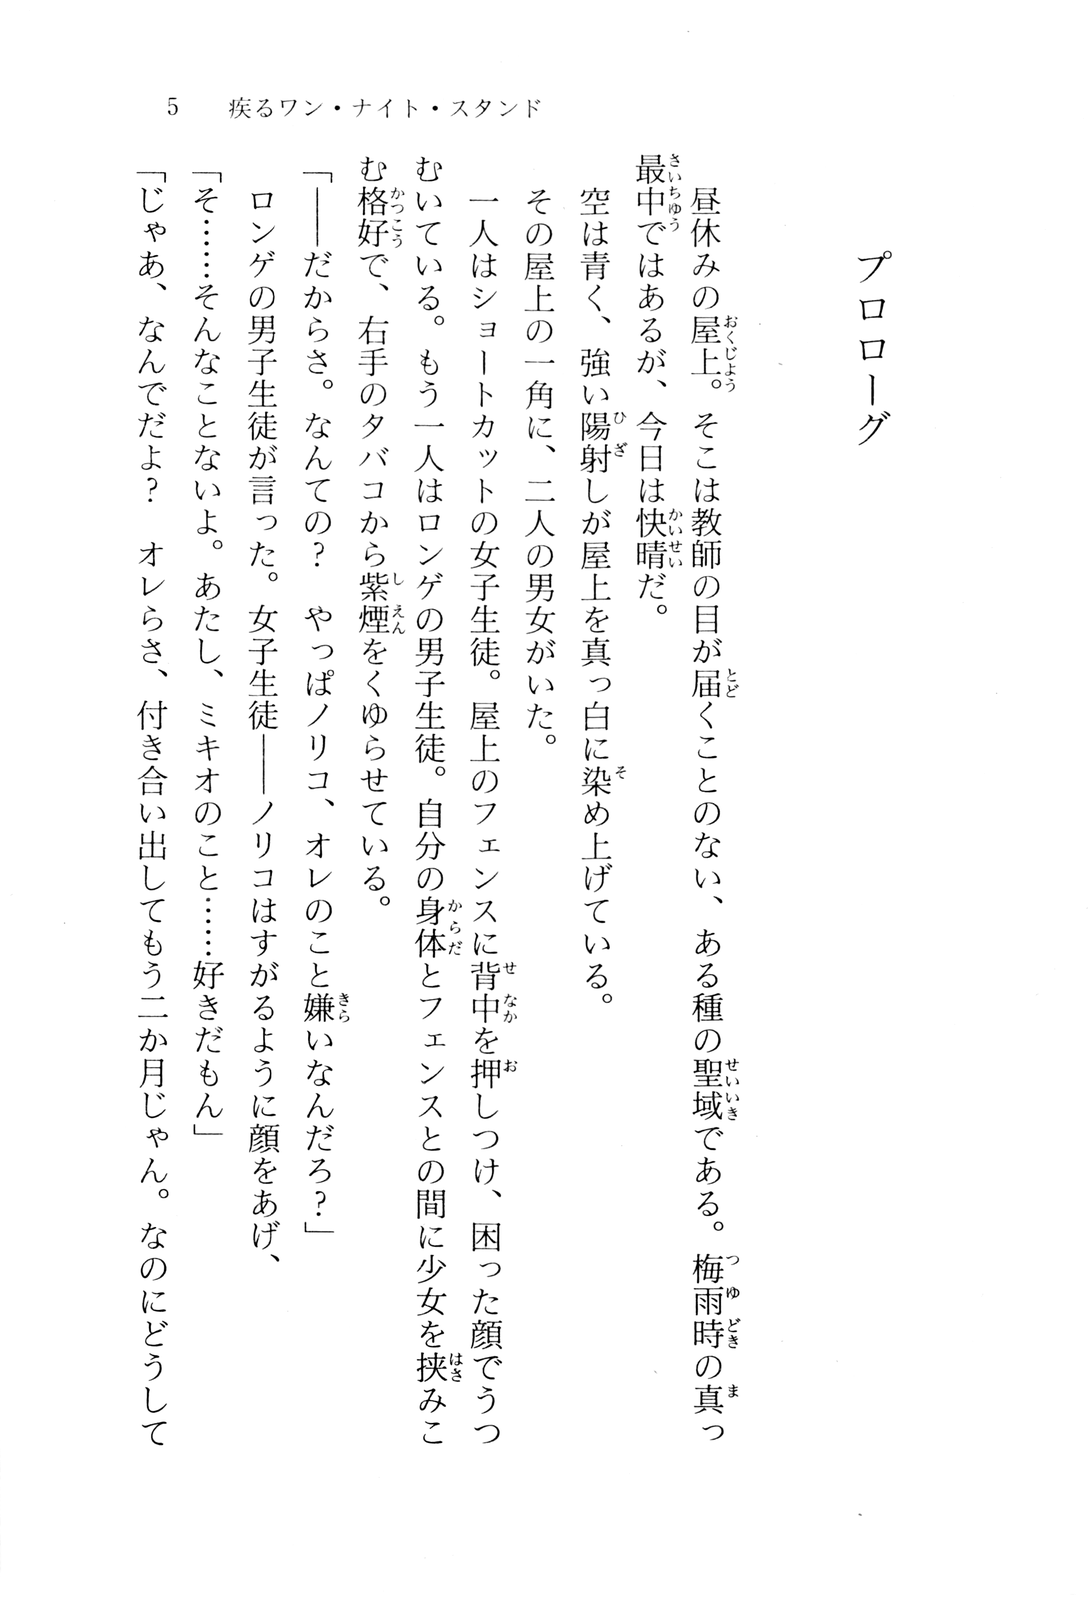 5　疾るワン・ナイト・スタンド
プロローグ
　昼休みの屋上。そこは教師の目が届くことのない、ある種の聖域である。梅雨時の真っ
最中ではあるが、今日は快晴だ。
　空は青く、強い陽射しが屋上を真っ白に染め上げている。
　その屋上の一角に、二人の男女がいた。
　一人はショートカットの女子生徒。屋上のフェンスに背中を押しつけ、困った顔でうつ
むいている。もう一人はロンゲの男子生徒。自分の身体とフェンスとの間に少女を挟みこ
む格好で、右手のタバコから紫煙をくゆらせている。
「――だからさ。なんての？　やっぱノリコ、オレのこと嫌いなんだろ？」
　ロンゲの男子生徒が言った。女子生徒――ノリコはすがるように顔をあげ、
「そ……そんなことないよ。あたし、ミキオのこと……好きだもん」
「じゃあ、なんでだよ？　オレらさ、付き合い出してもう二か月じゃん。なのにどうして